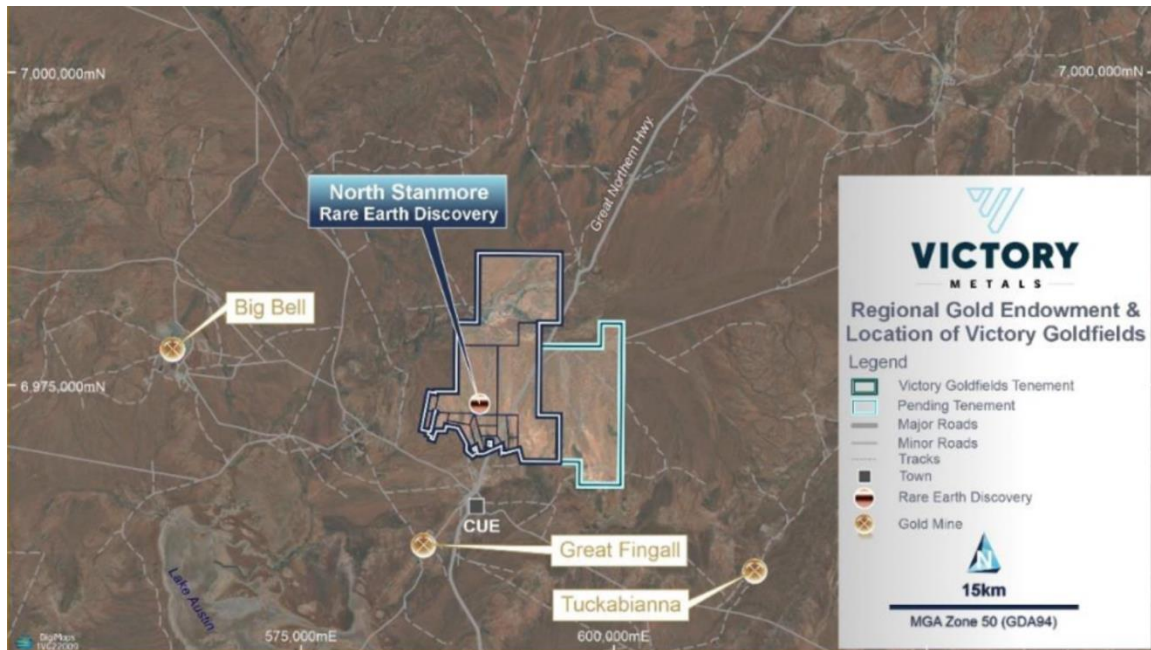 7,000,000mN
7,000,000mN
Great Northern Hwy
North Stanmore
Rare Earth Discovery
Big Bell
6,975,000mN
CUE
Great Fingall
Tuckabianna
Lake Austin
575,000mE
600,000mE
DigMaps
VICTORY
METALS
Regional Gold Endowment &
Location of Victory Goldfields
Legend
Victory Goldfields Tenement
Pending Tenement
Major Roads
Minor Roads
Tracks
Town
Rare Earth Discovery
Gold Mine
N
15km
MGA Zone 50 (GDA94)